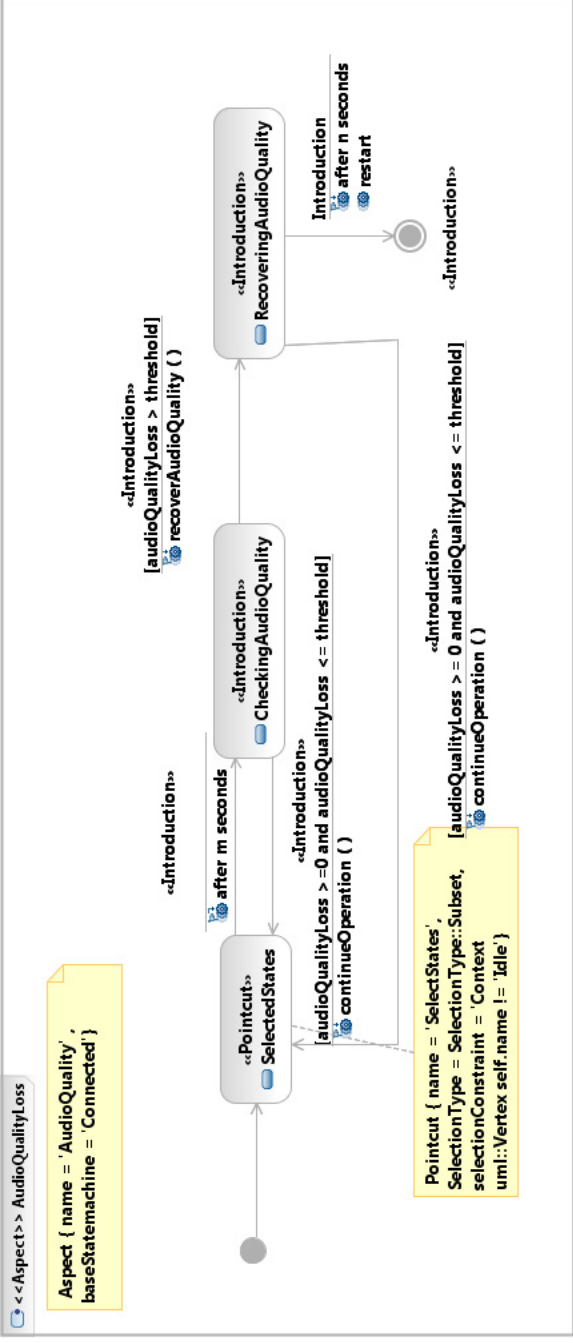 <<Aspect>> AudioQualityLoss
Aspect { name = 'AudioQuality' ,
baseStatemachine = 'Connected'}
«Pointcut»
SelectedStates
«Introduction»
after m seconds
«Introduction»
CheckingAudioQuality
«Introduction»
[audioQualityLoss > threshold]
recoverAudioQuality ( )
«Introduction»
RecoveringAudioQuality
Introduction
after n seconds
restart
«Introduction»
«Introduction»
[audioQualityLoss > =0 and audioQualityLoss <= threshold]
continueOperation ( )
«Introduction»
[audioQualityLoss >= 0 and audioQualityLoss <= threshold]
continueOperation ( )
Pointcut { name = 'SelectStates',
SelectionType = SelectionType::Subset,
selectionConstraint = 'Context
uml::Vertex self.name != 'Idle'}